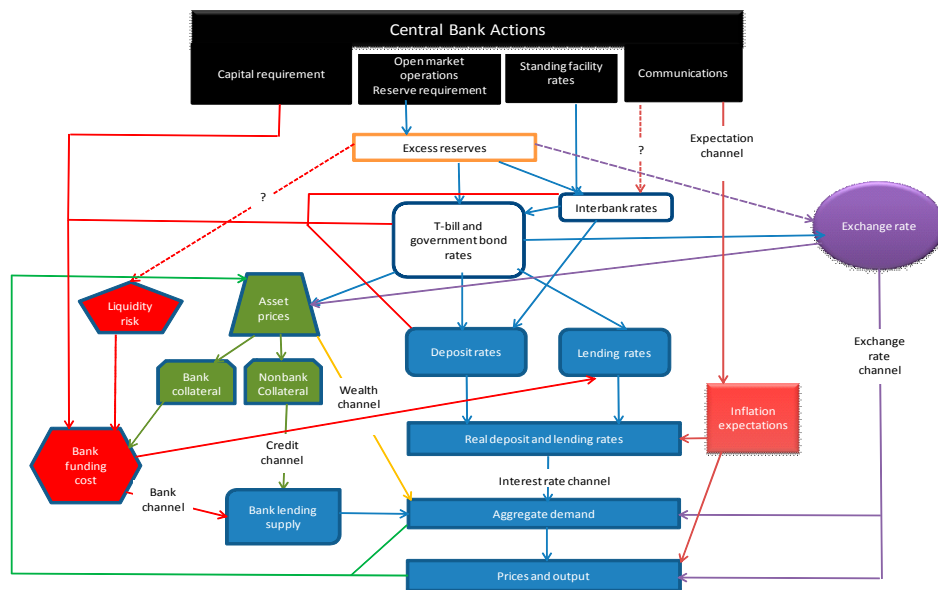 Central Bank Actions
Capital requirement
Open market
operations
Reserve requirement
Standing facility
rates
Communications
Expectation
channel
?
Excess reserves
?
Interbank rates
T-bill and
government bond
rates
Exchange rate
Liquidity
risk
Asset
prices
Deposit rates
Lending rates
Exchange
rate
channel
Bank
collateral
Nonbank
Collateral
Wealth
channel
Inflation
expectations
Real deposit and lending rates
Bank
funding
cost
Credit
channel
Interest rate channel
Bank
channel
Bank lending
supply
Aggregate demand
Prices and output